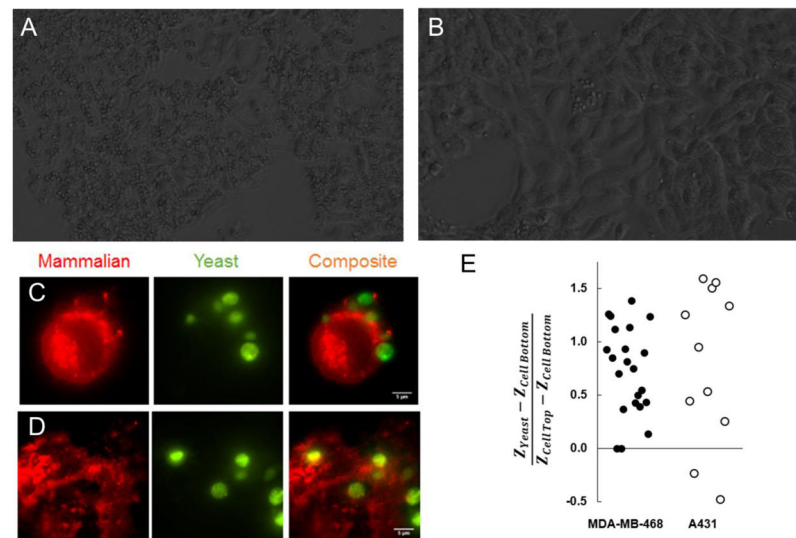 A
B
Mammalian Yeast Composite
C
5 µm
D
5 µm
E
Z_Yeast − Z_Cell Bottom
Z_Cell Top − Z_Cell Bottom
1.5
1.0
0.5
0.0
-0.5
MDA-MB-468 A431